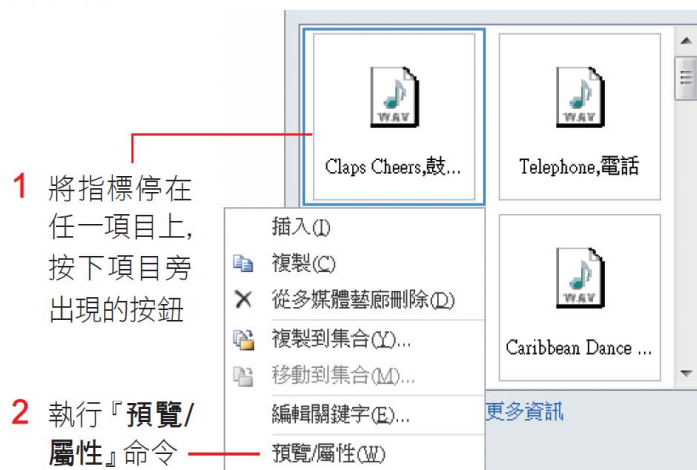 WAV
WAV
Claps Cheers,鼓...
Telephone,電話
1 將指標停在
任一項目上,
按下項目旁
出現的按鈕
插入(I)
複製(C)
從多媒體藝廊刪除(D)
複製到集合(Y)...
移動到集合(M)...
編輯關鍵字(E)...
預覽/屬性(W)
WAV
Caribbean Dance ...
更多資訊
2 執行『預覽/
屬性』命令